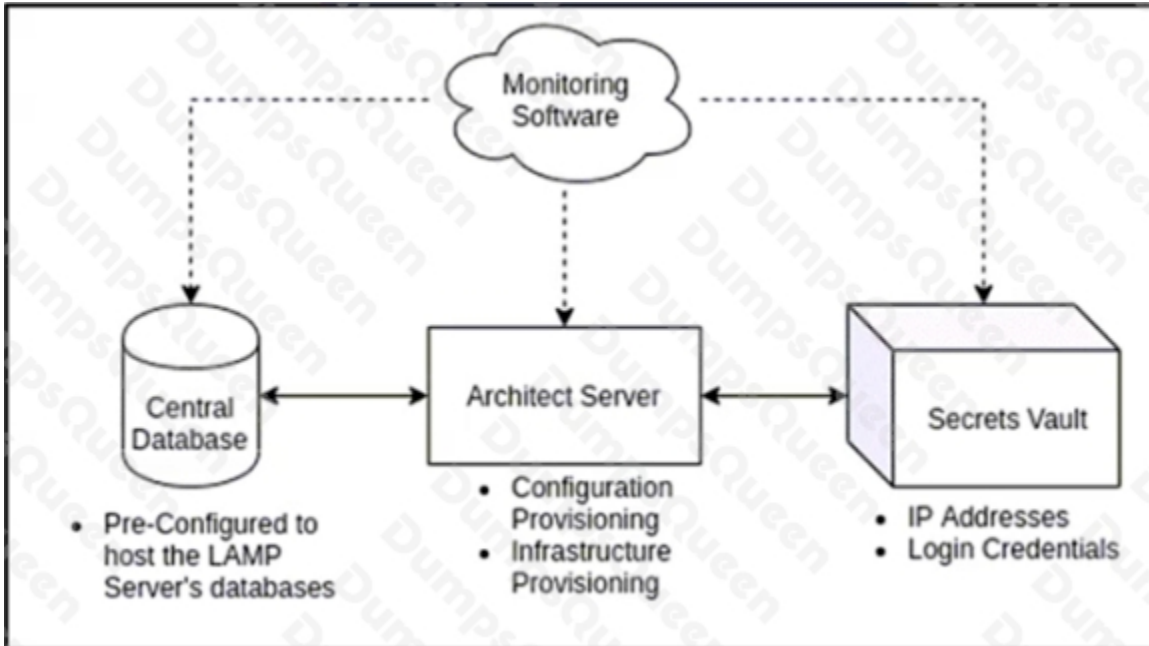 Monitoring
Software
Central
Database
Architect Server
Secrets Vault
• Pre-Configured to
host the LAMP
Server's databases
• Configuration
Provisioning
• Infrastructure
Provisioning
• IP Addresses
• Login Credentials
DumpsQueen